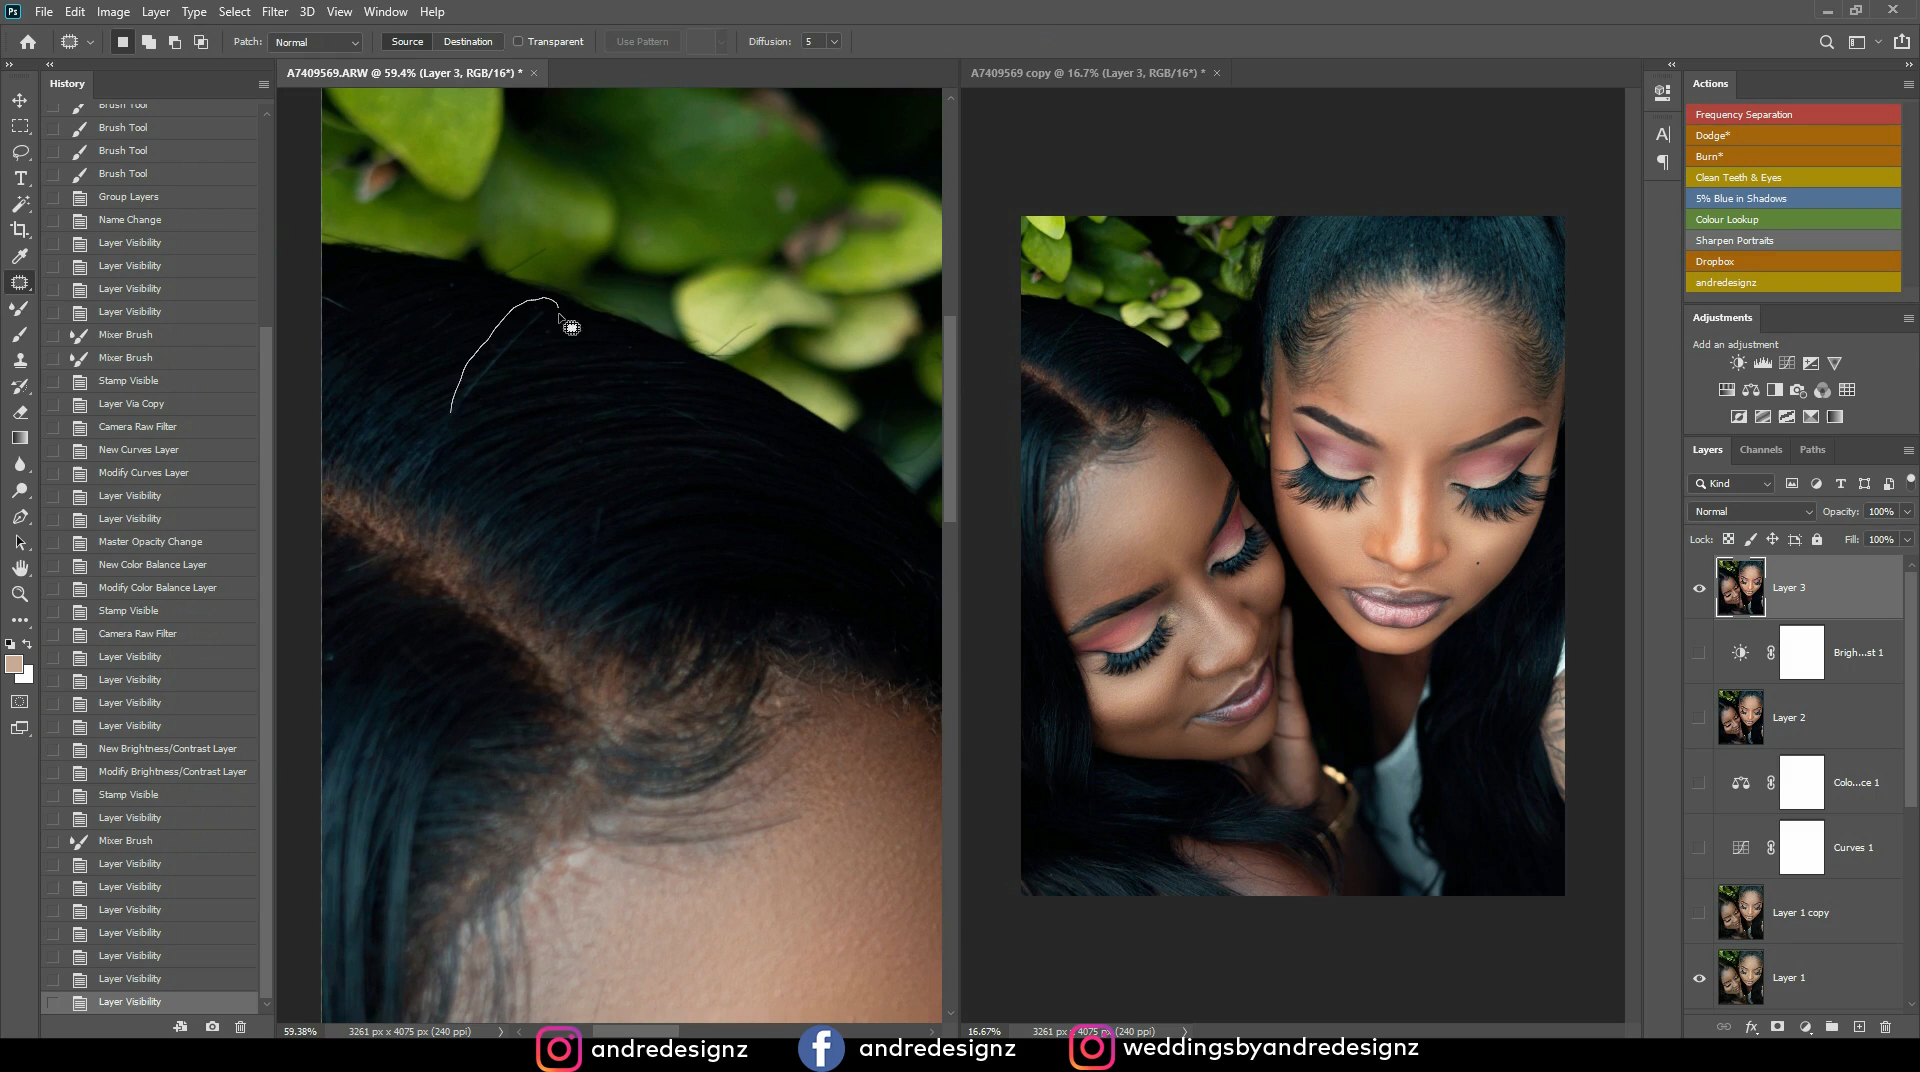 Ps File Edit Image Layer Type Select Filter 3D View Window Help
Patch: Normal Source Destination Transparent Use Pattern Diffusion: 5
History
Brush Tool
Brush Tool
Brush Tool
Brush Tool
Group Layers
Name Change
Layer Visibility
Layer Visibility
Layer Visibility
Layer Visibility
Mixer Brush
Mixer Brush
Stamp Visible
Layer Via Copy
Camera Raw Filter
New Curves Layer
Modify Curves Layer
Layer Visibility
Layer Visibility
Master Opacity Change
New Color Balance Layer
Modify Color Balance Layer
Stamp Visible
Camera Raw Filter
Layer Visibility
Layer Visibility
Layer Visibility
Layer Visibility
New Brightness/Contrast Layer
Modify Brightness/Contrast Layer
Stamp Visible
Layer Visibility
Mixer Brush
Layer Visibility
Layer Visibility
Layer Visibility
Layer Visibility
Layer Visibility
Layer Visibility
Layer Visibility
A7409569.ARW @ 59.4% (Layer 3, RGB/16*) *
A7409569 copy @ 16.7% (Layer 3, RGB/16*) *
59.38% 3261 px x 4075 px (240 ppi)
16.67% 3261 px x 4075 px (240 ppi)
Actions
Frequency Separation
Dodge*
Burn*
Clean Teeth & Eyes
5% Blue in Shadows
Colour Lookup
Sharpen Portraits
Dropbox
andredesignz
Adjustments
Add an adjustment
Layers Channels Paths
Kind
Normal Opacity: 100%
Lock: Fill: 100%
Layer 3
Brigh...st 1
Layer 2
Colo...ce 1
Curves 1
Layer 1 copy
Layer 1
andredesignz
andredesignz
weddingsbyandredesignz